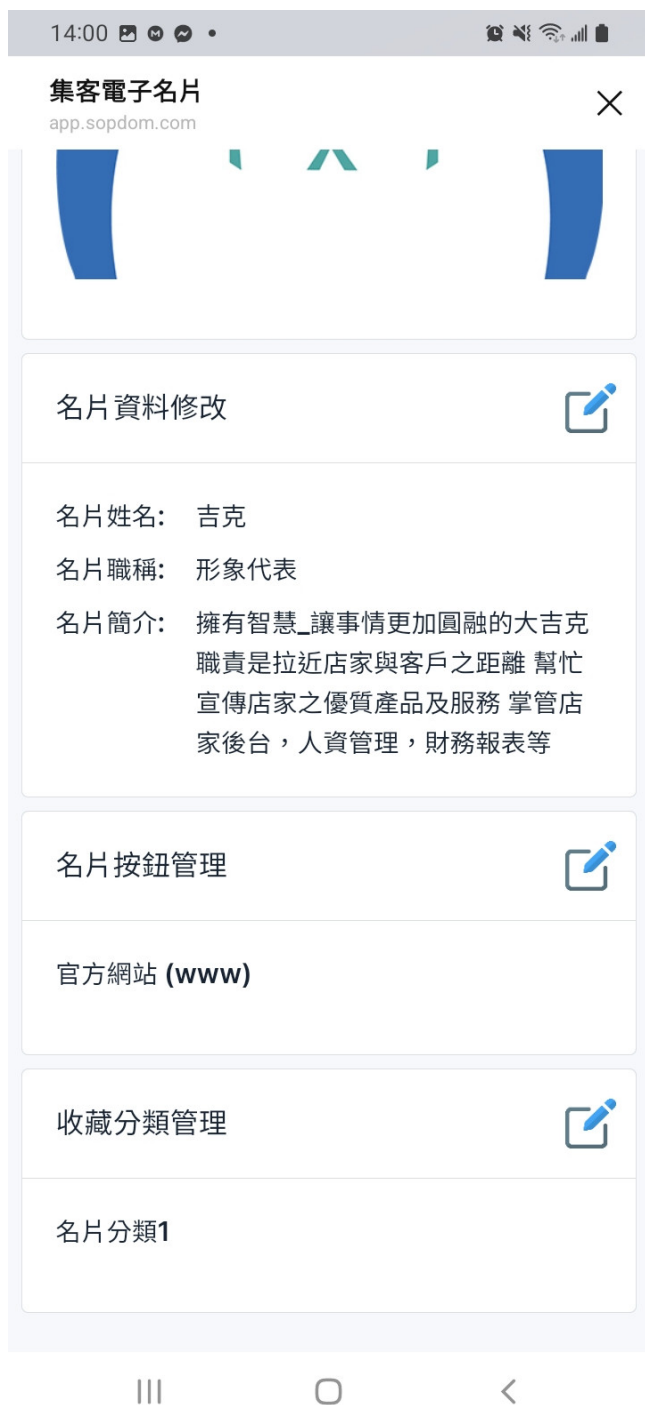 14:00
集客電子名片
app.sopdom.com
名片資料修改
名片姓名: 吉克
名片職稱: 形象代表
名片簡介: 擁有智慧_讓事情更加圓融的大吉克
職責是拉近店家與客戶之距離 幫忙
宣傳店家之優質產品及服務 掌管店
家後台，人資管理，財務報表等
名片按鈕管理
官方網站 (www)
收藏分類管理
名片分類1